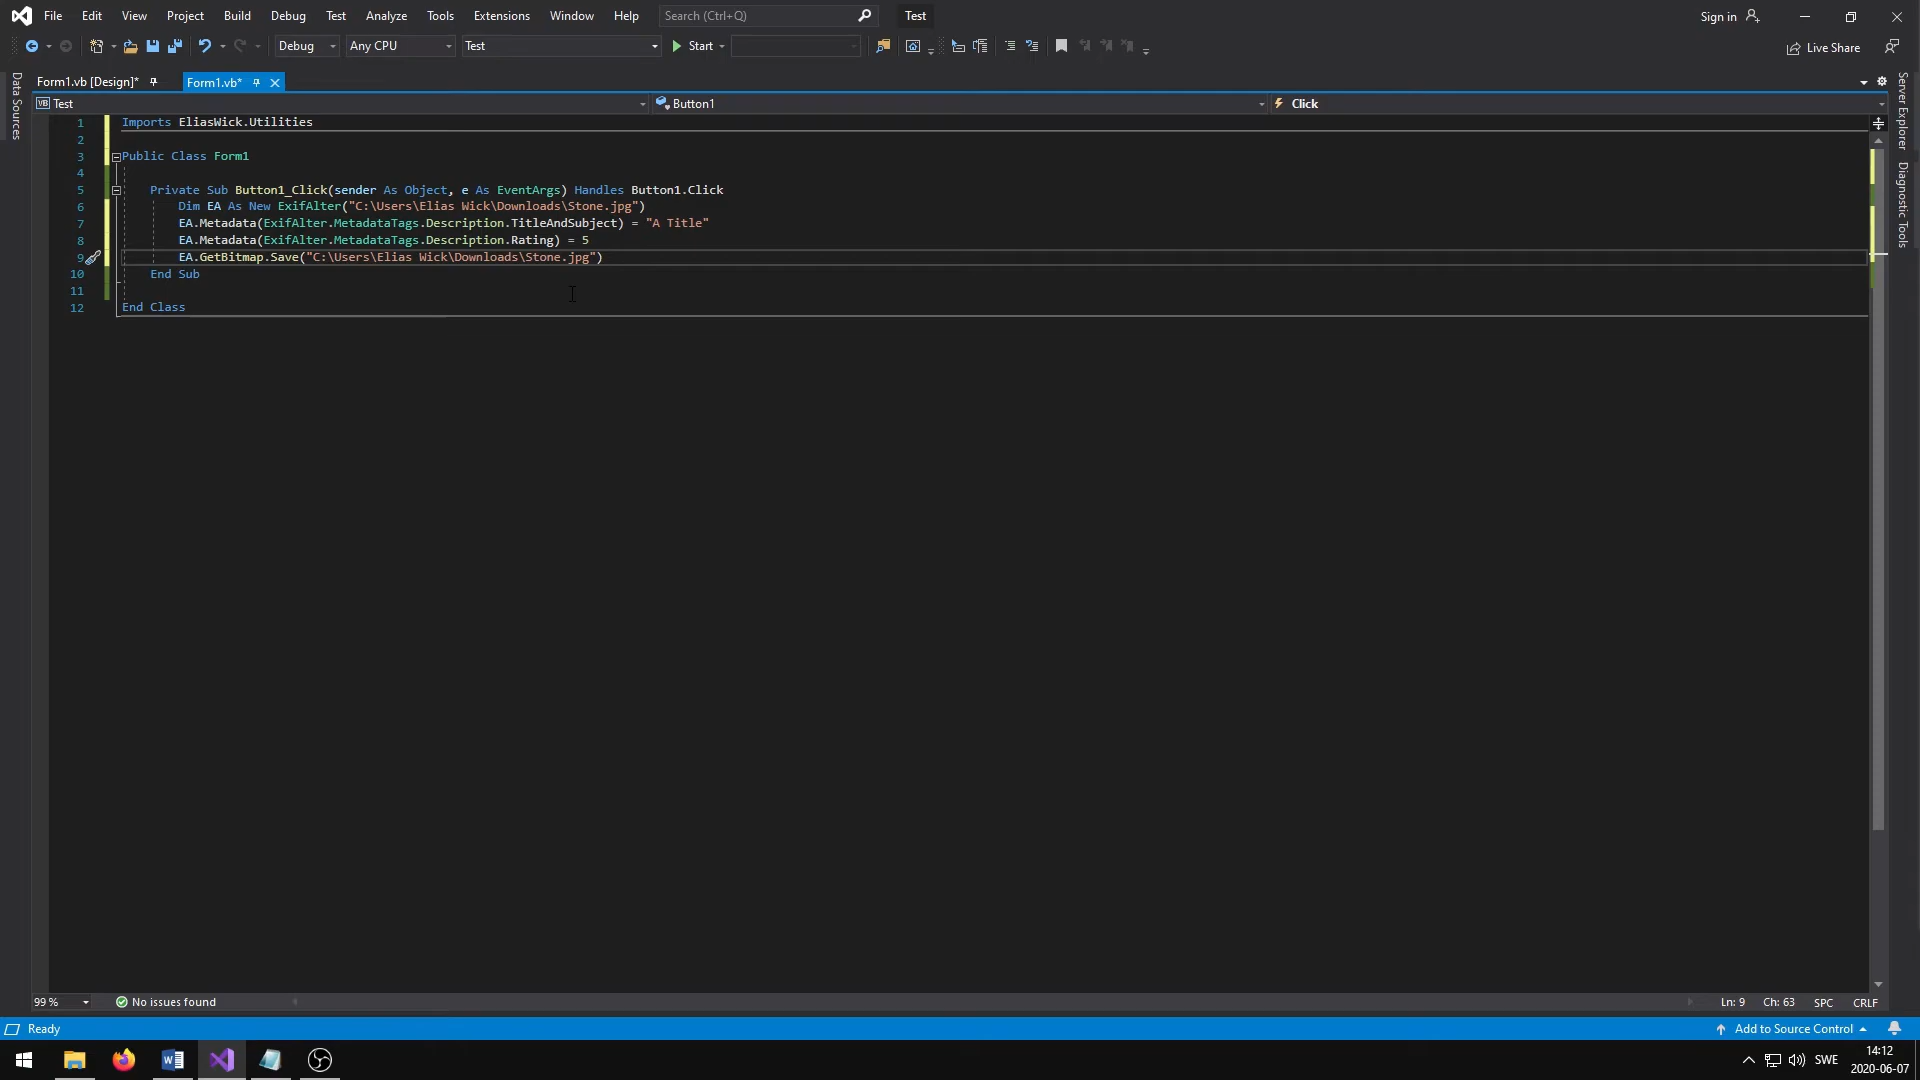 File Edit View Project Build Debug Test Analyze Tools Extensions Window Help Search (Ctrl+Q) Test Sign in
Debug Any CPU Test Start Live Share
Form1.vb [Design]* Form1.vb*
VB Test Button1 Click
Data Sources
Server Explorer
Diagnostic Tools
1 Imports EliasWick.Utilities
2
3 Public Class Form1
4
5 Private Sub Button1_Click(sender As Object, e As EventArgs) Handles Button1.Click
6 Dim EA As New ExifAlter("C:\Users\Elias Wick\Downloads\Stone.jpg")
7 EA.Metadata(ExifAlter.MetadataTags.Description.TitleAndSubject) = "A Title"
8 EA.Metadata(ExifAlter.MetadataTags.Description.Rating) = 5
9 EA.GetBitmap.Save("C:\Users\Elias Wick\Downloads\Stone.jpg")
10 End Sub
11
12 End Class
99 % No issues found Ln: 9 Ch: 63 SPC CRLF
Ready Add to Source Control
SWE 14:12
2020-06-07